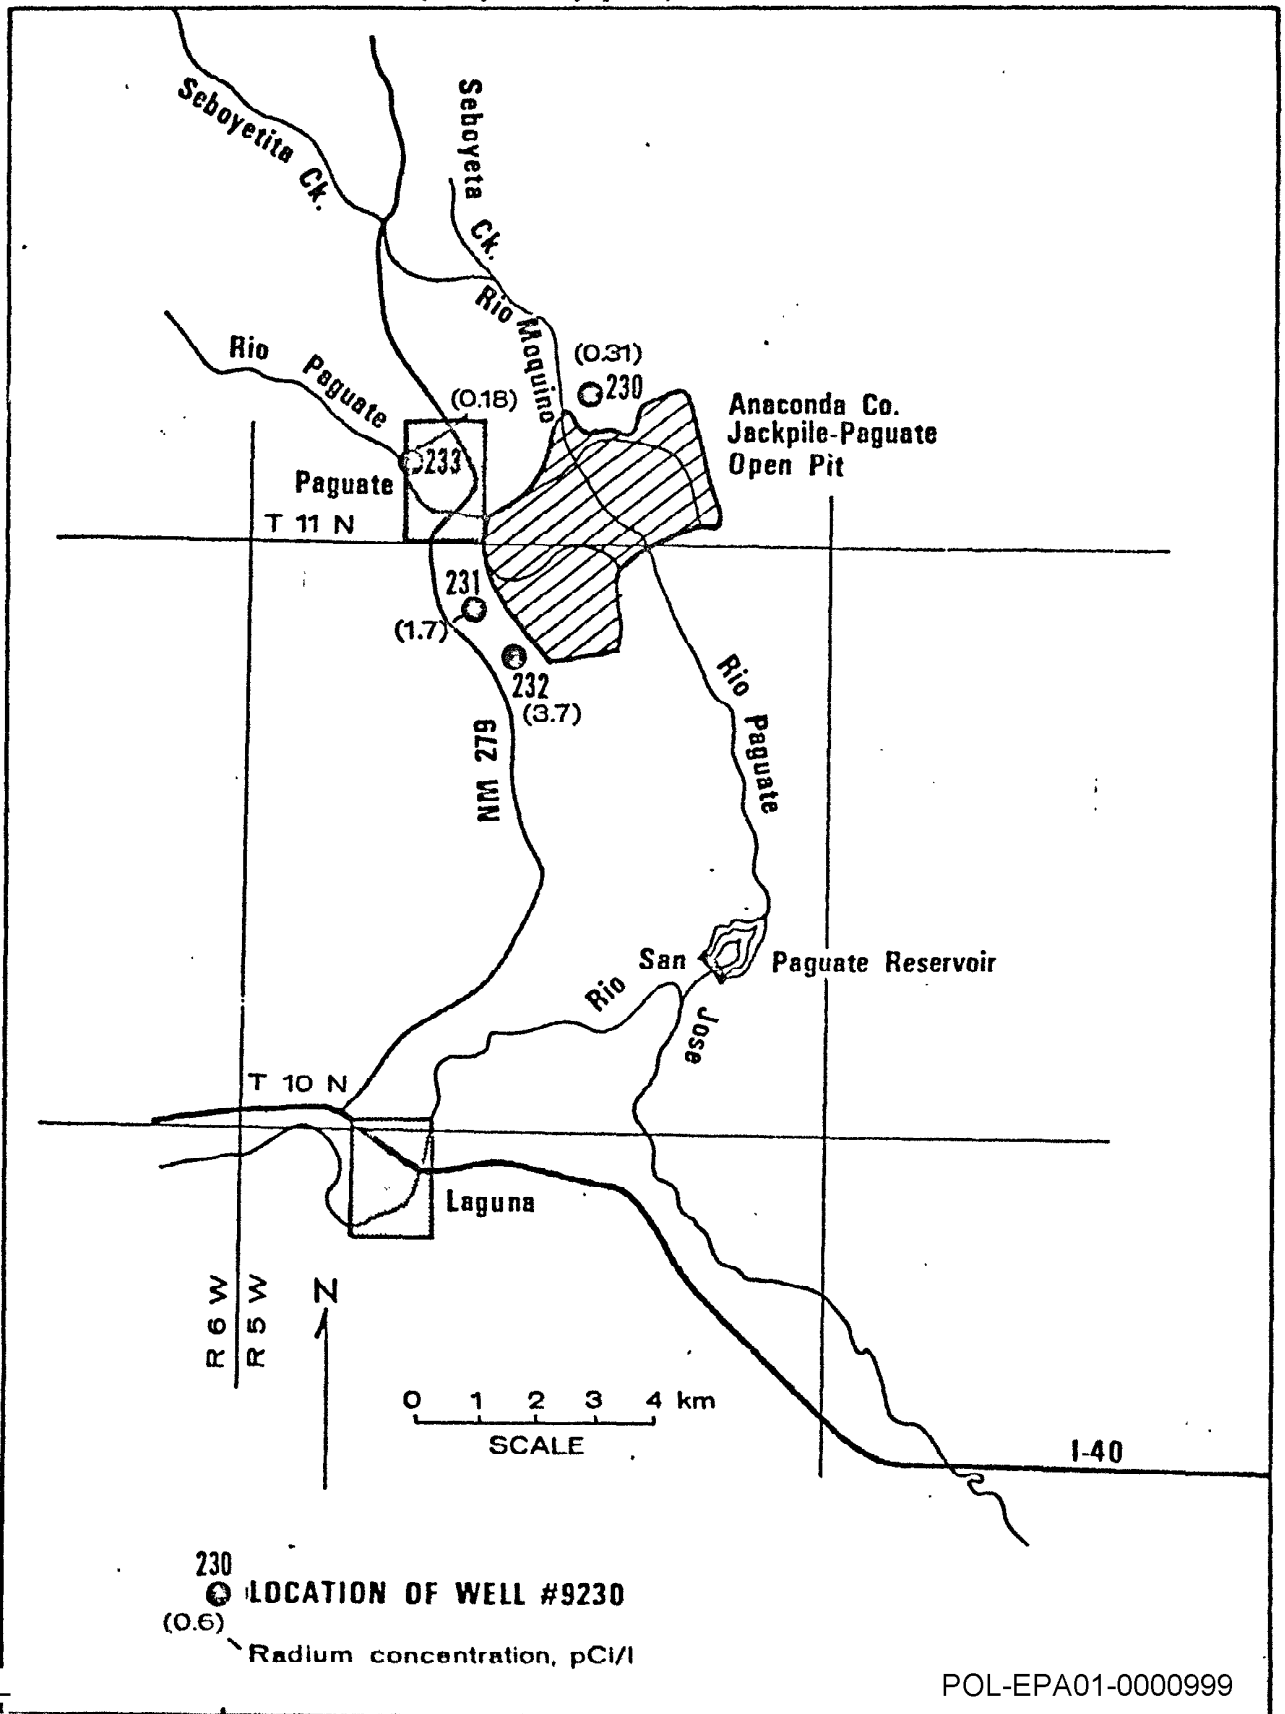 Seboyetita Ck.
Seboyeta Ck.
Rio Moquino
(0.31)
230
Rio Paguate
(0.18)
233
Anaconda Co.
Jackpile-Paguate
Open Pit
Paguate
T 11 N
231
(1.7)
232
(3.7)
NM 279
Rio Paguate
Paguate Reservoir
Rio San Jose
T 10 N
Laguna
R 6 W
R 5 W
N
0 1 2 3 4 km
SCALE
I-40
230
LOCATION OF WELL #9230
(0.6)
Radium concentration, pCi/l
POL-EPA01-0000999